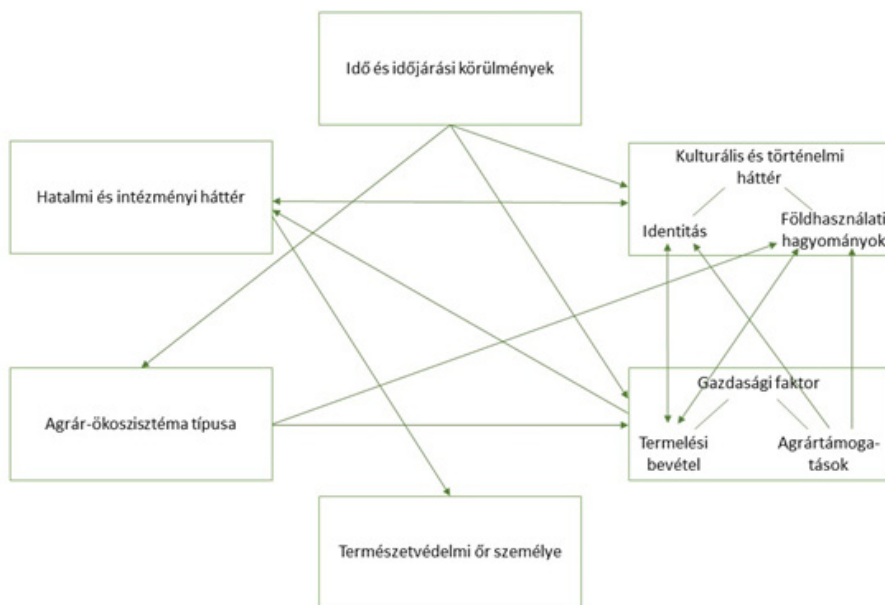 Idő és időjárási körülmények
Hatalmi és intézményi háttér
Kulturális és történelmi
háttér
Identitás
Földhasználati
hagyományok
Agrár-ökoszisztéma típusa
Gazdasági faktor
Termelési
bevétel
Agrártámoga-
tások
Természetvédelmi őr személye